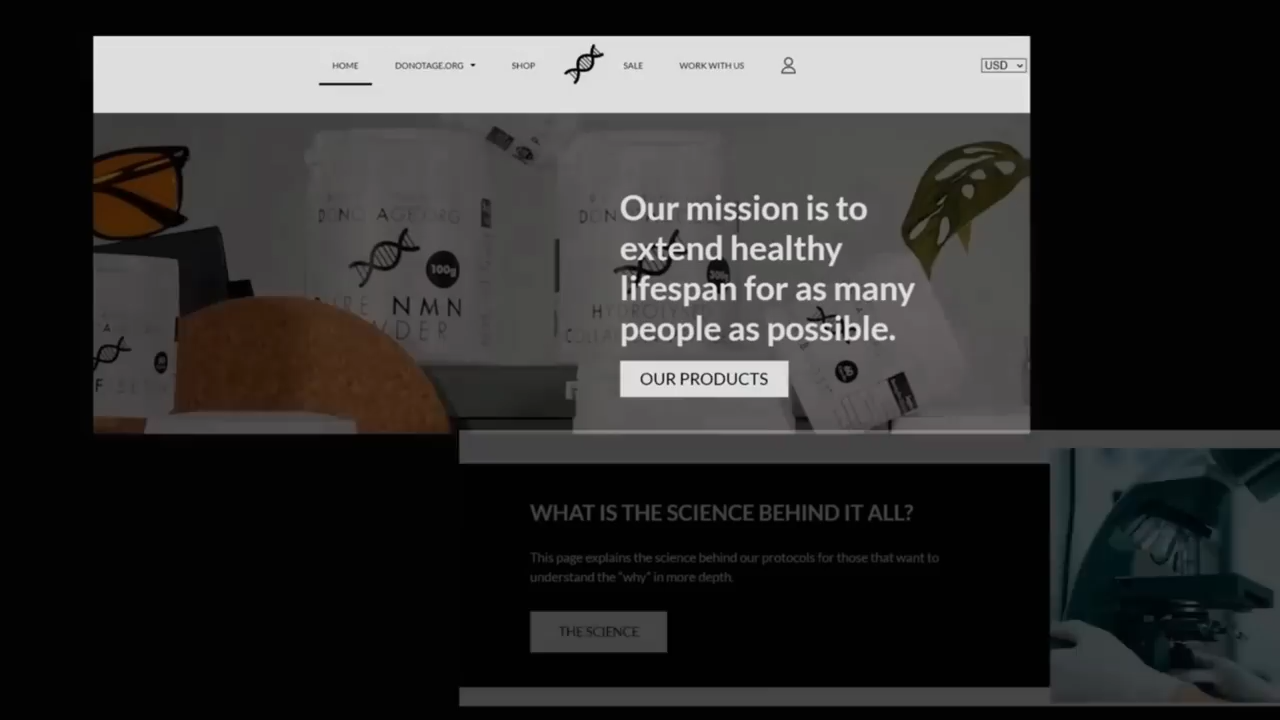 HOME
DONOTAGE.ORG
SHOP
SALE
WORK WITH US
USD
Our mission is to
extend healthy
lifespan for as many
people as possible.
OUR PRODUCTS
100g
NMN
WHAT IS THE SCIENCE BEHIND IT ALL?
This page explains the science behind our protocols for those that want to
understand the "why" in more depth.
THE SCIENCE